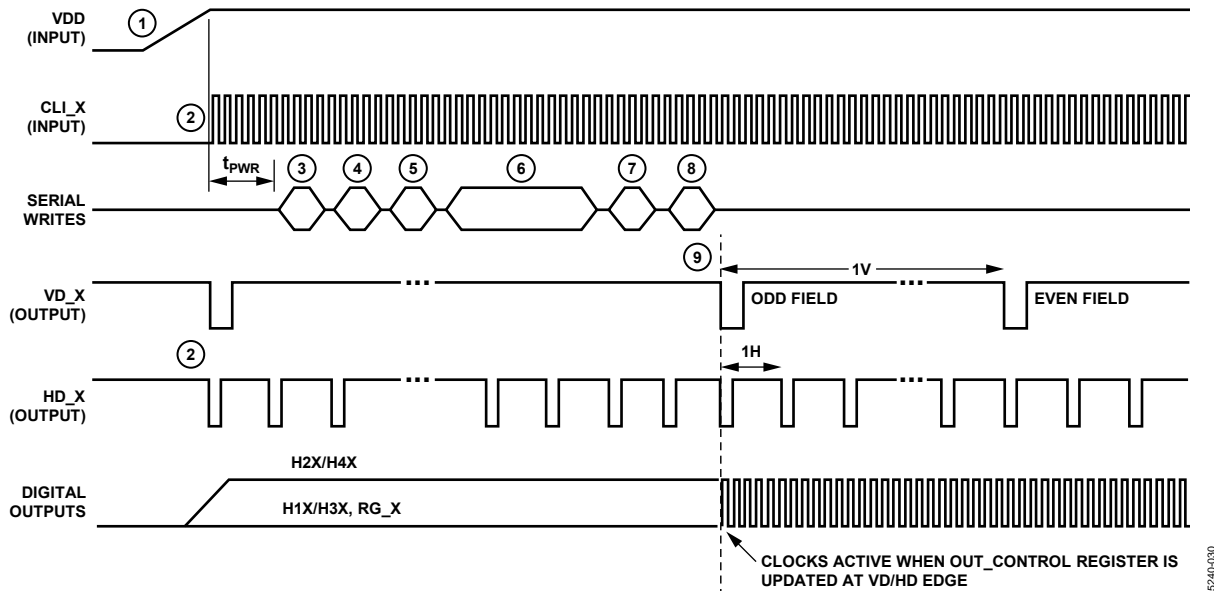 VDD
(INPUT)
1
CLI_X
(INPUT)
2
tPWR
3
4
5
6
7
8
SERIAL
WRITES
9
1V
VD_X
(OUTPUT)
ODD FIELD
EVEN FIELD
2
1H
HD_X
(OUTPUT)
H2X/H4X
DIGITAL
OUTPUTS
H1X/H3X, RG_X
CLOCKS ACTIVE WHEN OUT_CONTROL REGISTER IS
UPDATED AT VD/HD EDGE
5240-030